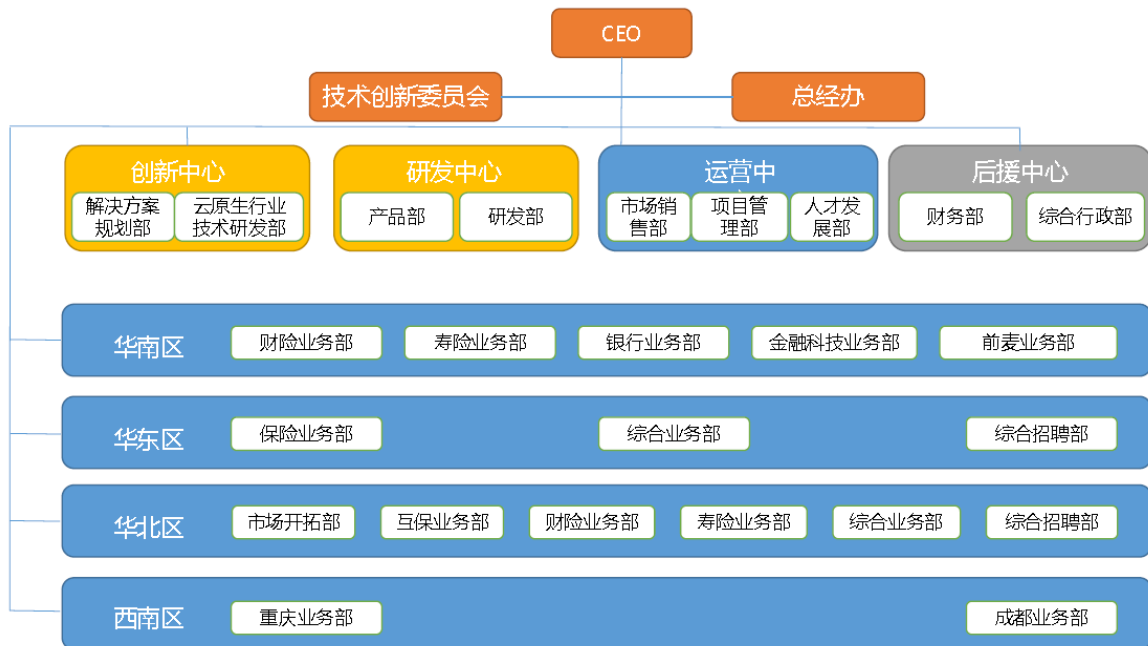 CEO
技术创新委员会
总经办
创新中心
解决方案
规划部
云原生行业
技术研发部
研发中心
产品部
研发部
运营中
市场销
售部
项目管
理部
人才发
展部
后援中心
财务部
综合行政部
华南区
财险业务部
寿险业务部
银行业务部
金融科技业务部
前麦业务部
华东区
保险业务部
综合业务部
综合招聘部
华北区
市场开拓部
互保业务部
财险业务部
寿险业务部
综合业务部
综合招聘部
西南区
重庆业务部
成都业务部